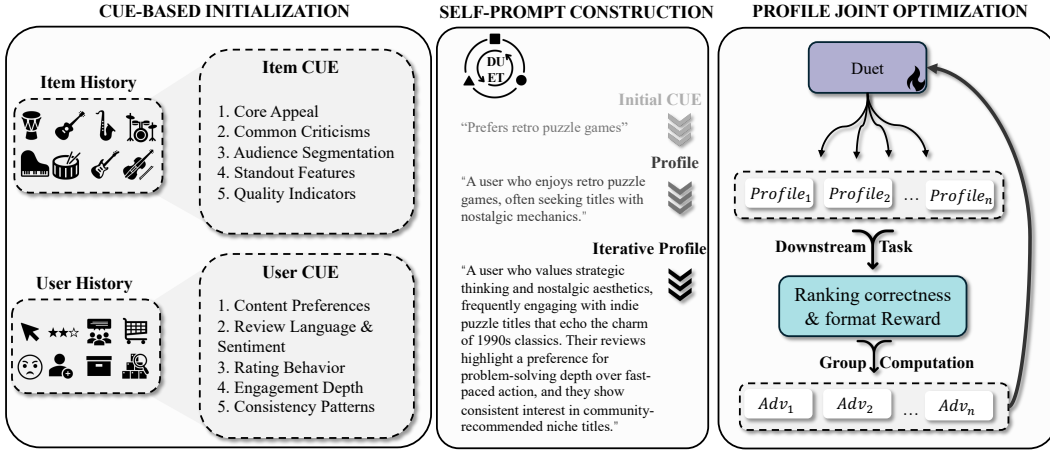 CUE-BASED INITIALIZATION
Item History
Item CUE
1. Core Appeal
2. Common Criticisms
3. Audience Segmentation
4. Standout Features
5. Quality Indicators
User History
User CUE
1. Content Preferences
2. Review Language &
Sentiment
3. Rating Behavior
4. Engagement Depth
5. Consistency Patterns
SELF-PROMPT CONSTRUCTION
DU
ET
Initial CUE
“Prefers retro puzzle games”
Profile
"A user who enjoys retro puzzle
games, often seeking titles with
nostalgic mechanics."
Iterative Profile
"A user who values strategic
thinking and nostalgic aesthetics,
frequently engaging with indie
puzzle titles that echo the charm
of 1990s classics. Their reviews
highlight a preference for
problem-solving depth over fast-
paced action, and they show
consistent interest in community-
recommended niche titles."
PROFILE JOINT OPTIMIZATION
Duet
Profile1 Profile2 ... Profilen
Downstream Task
Ranking correctness
& format Reward
Group Computation
Adv1 Adv2 ... Advn